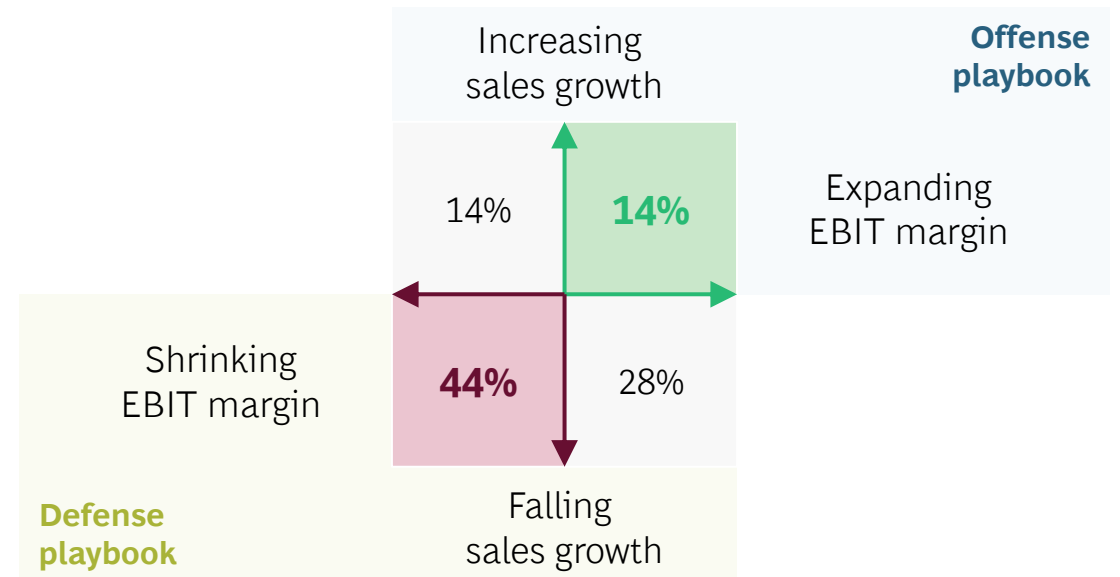 Increasing
sales growth
Offense
playbook
14%
14%
Expanding
EBIT margin
Shrinking
EBIT margin
44%
28%
Defense
playbook
Falling
sales growth